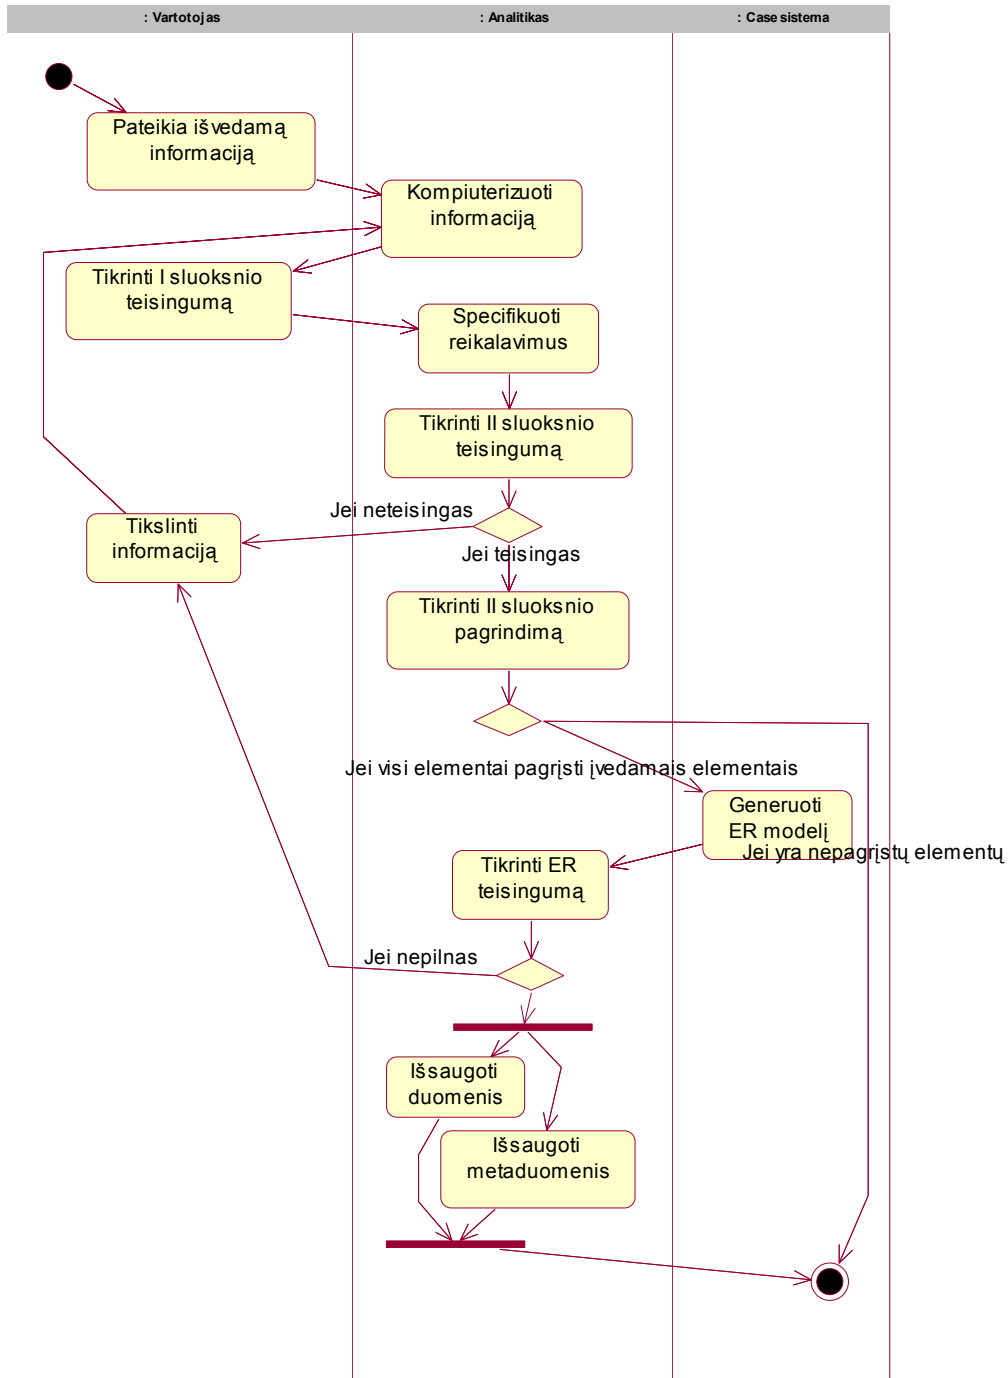 : Vartotojas
: Analitikas
: Case sistema
Pateikia išvedamą
informaciją
Kompiuterizuoti
informaciją
Tikrinti I sluoksnio
teisingumą
Specifikuoti
reikalavimus
Tikrinti II sluoksnio
teisingumą
Jei neteisingas
Tikslinti
informaciją
Jei teisingas
Tikrinti II sluoksnio
pagrindimą
Jei visi elementai pagrįsti įvedamais elementais
Generuoti
ER modelį
Jei yra nepagrįstų elementų
Tikrinti ER
teisingumą
Jei nepilnas
Išsaugoti
duomenis
Išsaugoti
metaduomenis